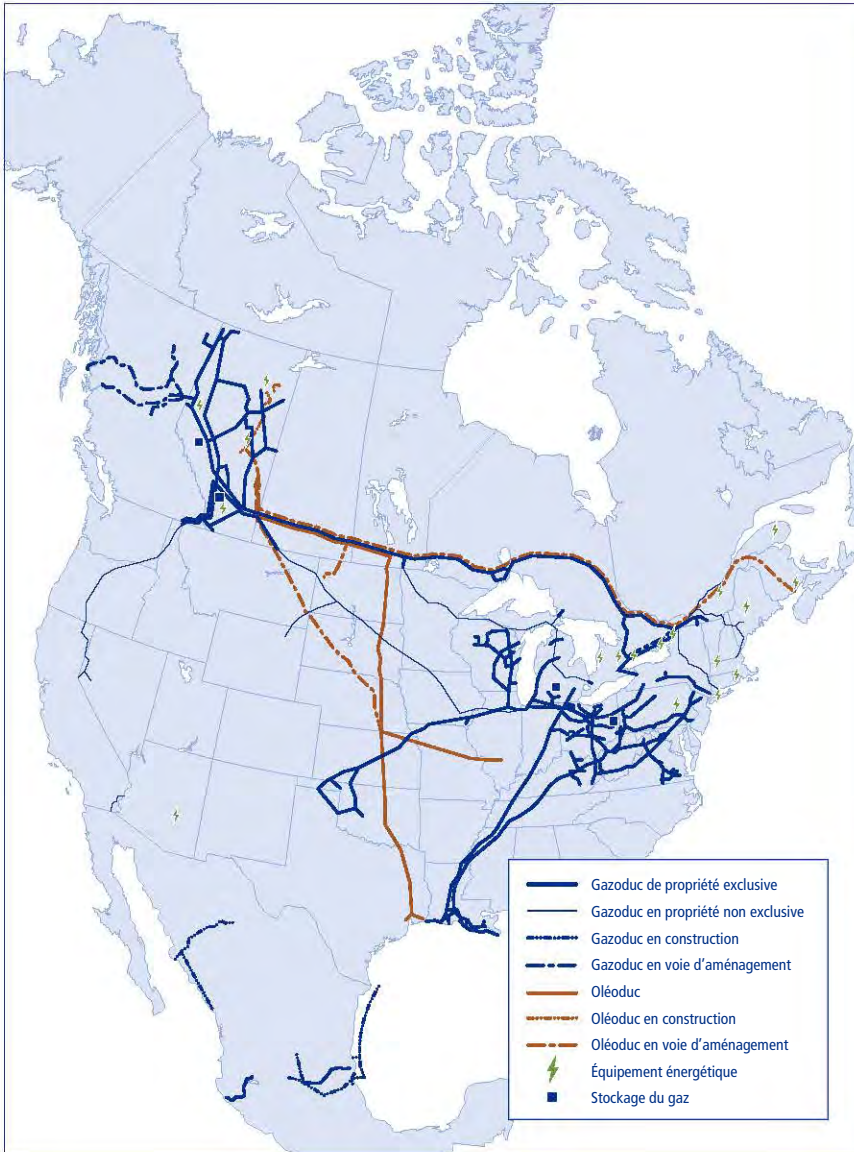 Gazoduc de propriété exclusive
Gazoduc en propriété non exclusive
Gazoduc en construction
Gazoduc en voie d'aménagement
Oléoduc
Oléoduc en construction
Oléoduc en voie d'aménagement
Équipement énergétique
Stockage du gaz